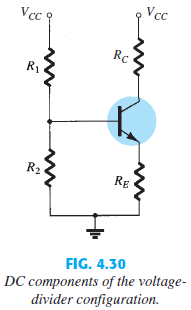 VCC VCC
R1 RC
R2 RE
FIG. 4.30
DC components of the voltage-
divider configuration.